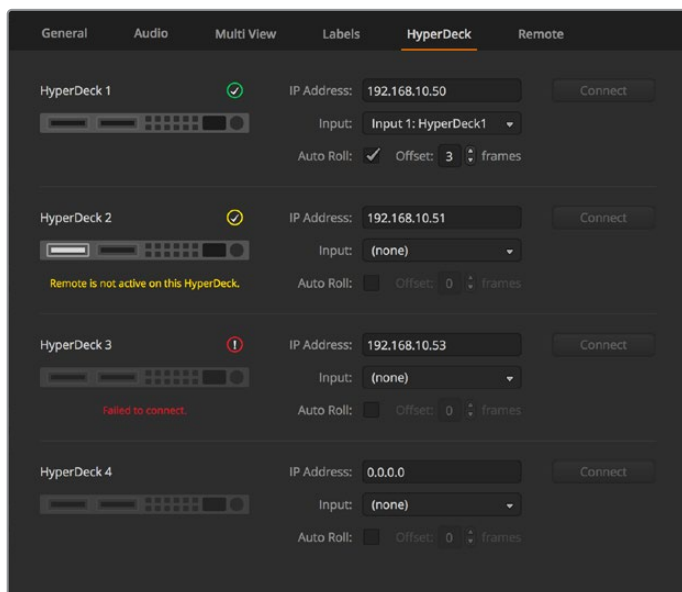 General Audio Multi View Labels HyperDeck Remote
HyperDeck 1 IP Address: 192.168.10.50 Connect
Input: Input 1: HyperDeck1
Auto Roll: Offset: 3 frames
HyperDeck 2 IP Address: 192.168.10.51 Connect
Input: (none)
Remote is not active on this HyperDeck. Auto Roll: Offset: 0 frames
HyperDeck 3 IP Address: 192.168.10.53 Connect
Input: (none)
Failed to connect. Auto Roll: Offset: 0 frames
HyperDeck 4 IP Address: 0.0.0.0 Connect
Input: (none)
Auto Roll: Offset: 0 frames